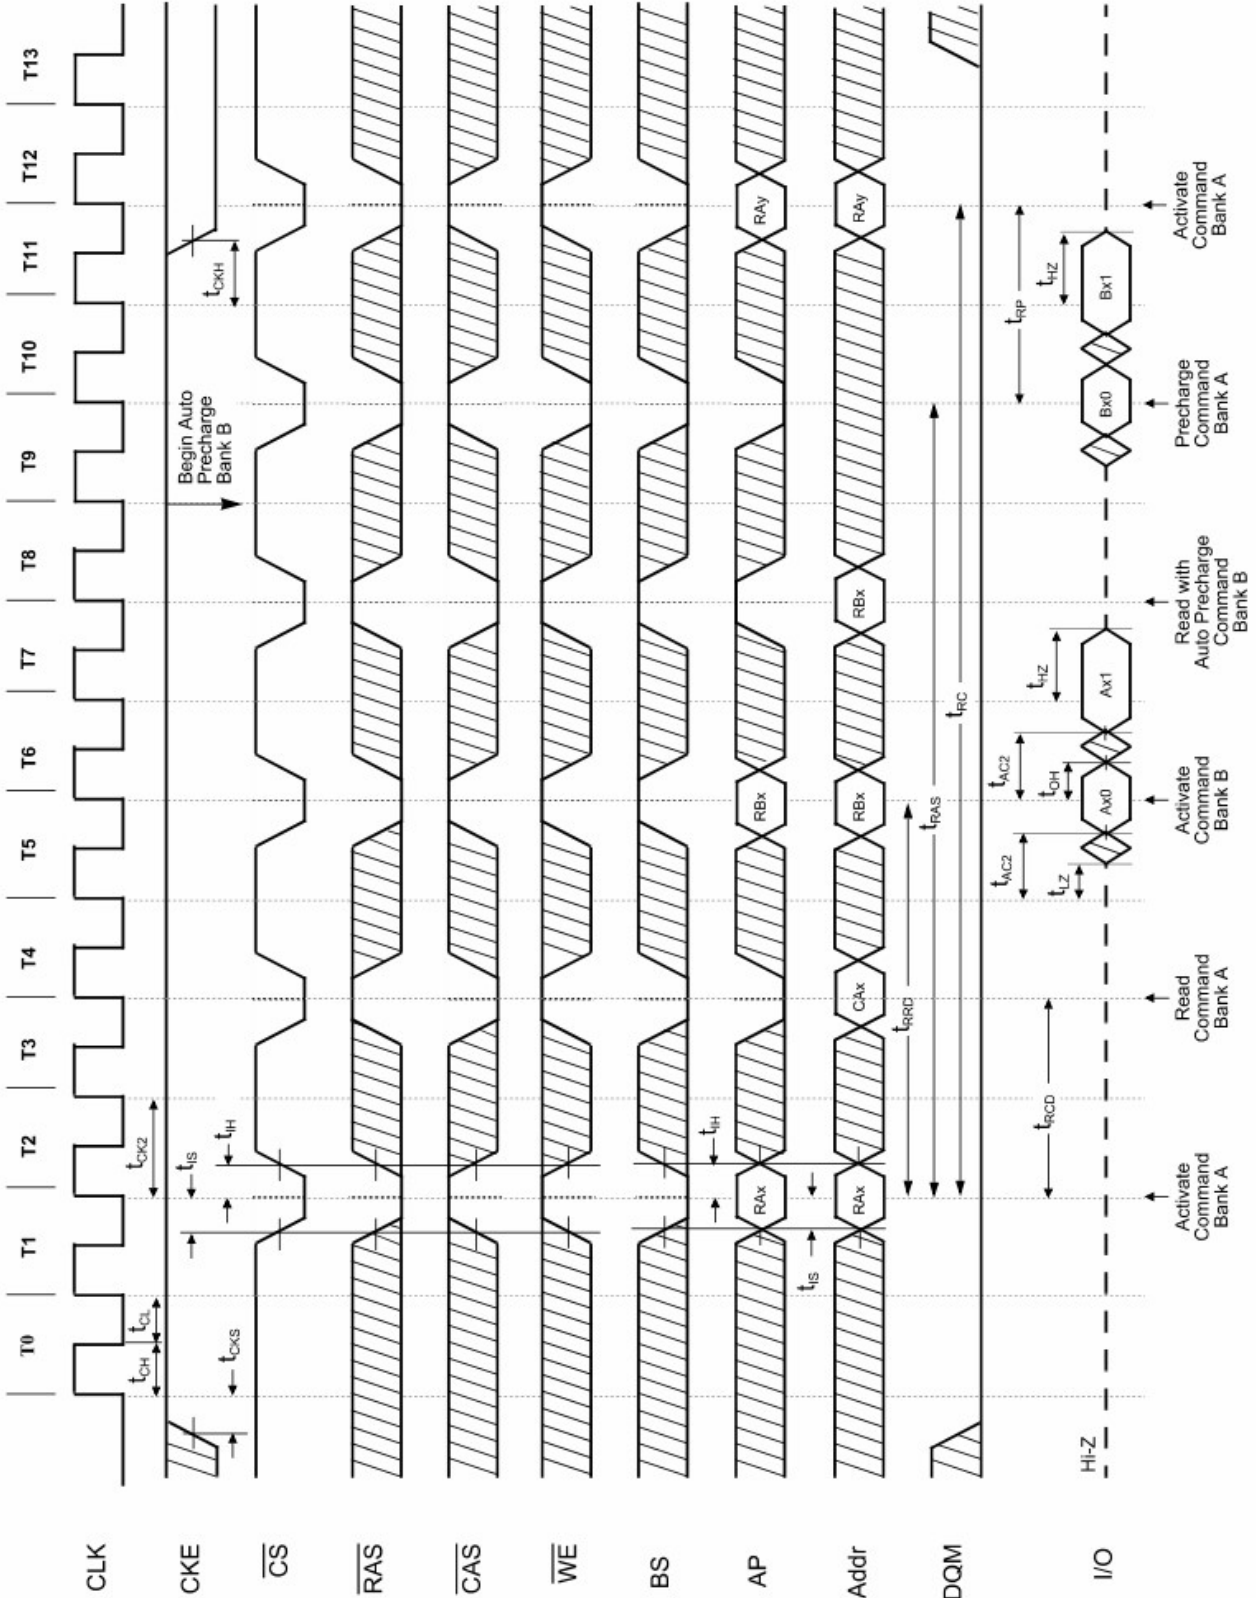 T0 T1 T2 T3 T4 T5 T6 T7 T8 T9 T10 T11 T12 T13
CLK
tCH tCL tCK2
CKE
tCKS tIS tIH
Begin Auto
Precharge
Bank B
tCKH
CS
RAS
CAS
WE
BS
tIH
AP
RAx RBx RAy
tIS
Addr
RAx CAx RBx RBx RAy
tRRD
tRAS
DQM
tRC
tRCD
tAC2 tAC2
tRP
tLZ tOH tHZ tHZ
I/O
Hi-Z
Ax0 Ax1 Bx0 Bx1
Activate
Command
Bank A
Read
Command
Bank A
Activate
Command
Bank B
Read with
Auto Precharge
Command
Bank B
Precharge
Command
Bank A
Activate
Command
Bank A